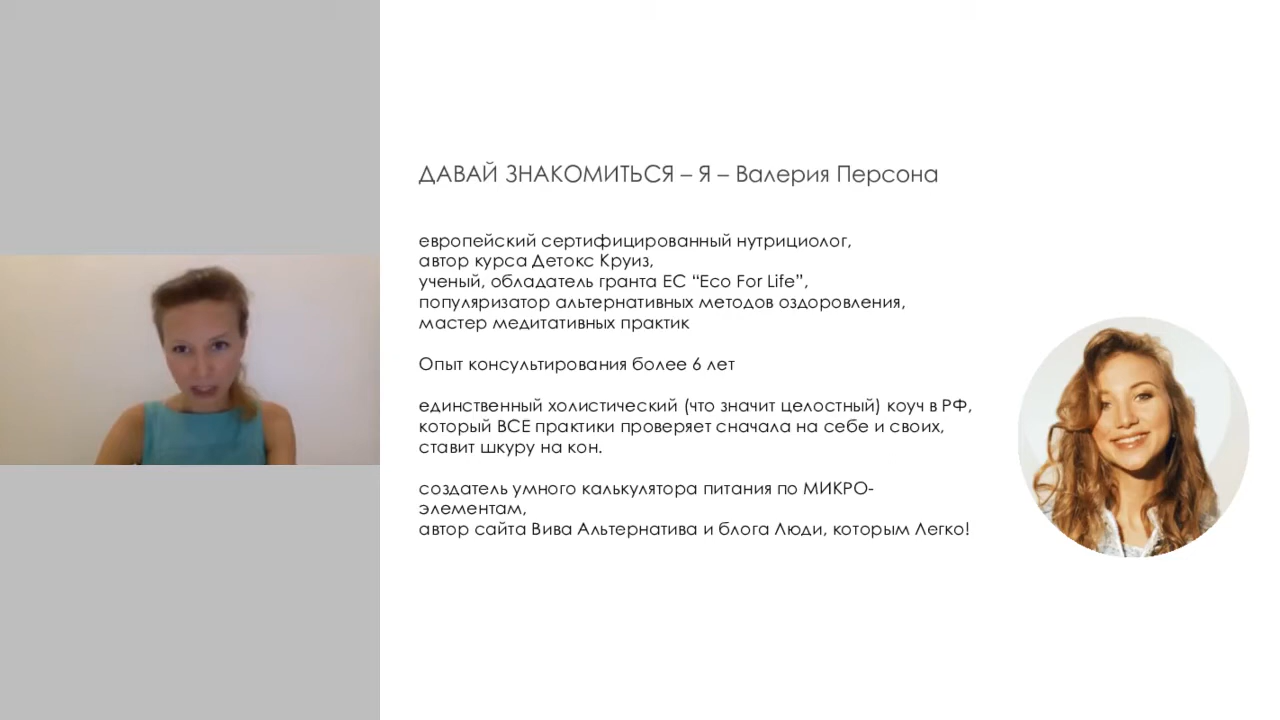 ДАВАЙ ЗНАКОМИТЬСЯ – Я – Валерия Персона
европейский сертифицированный нутрициолог,
автор курса Детокс Круиз,
ученый, обладатель гранта ЕС “Eco For Life”,
популяризатор альтернативных методов оздоровления,
мастер медитативных практик
Опыт консультирования более 6 лет
единственный холистический (что значит целостный) коуч в РФ,
который ВСЕ практики проверяет сначала на себе и своих,
ставит шкуру на кон.
создатель умного калькулятора питания по МИКРО-
элементам,
автор сайта Вива Альтернатива и блога Люди, которым Легко!